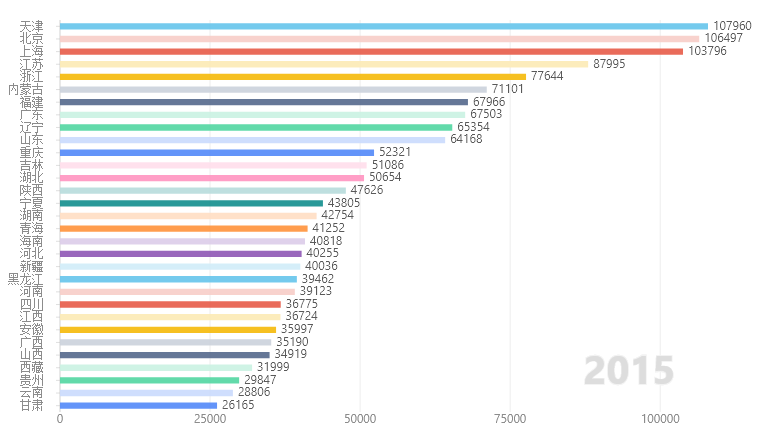 天津 107960
北京 106497
上海 103796
江苏 87995
浙江 77644
内蒙古 71101
福建 67966
广东 67503
辽宁 65354
山东 64168
重庆 52321
吉林 51086
湖北 50654
陕西 47626
宁夏 43805
湖南 42754
青海 41252
海南 40818
河北 40255
新疆 40036
黑龙江 39462
河南 39123
四川 36775
江西 36724
安徽 35997
广西 35190
山西 34919
西藏 31999
贵州 29847
云南 28806
甘肃 26165
2015
0 25000 50000 75000 100000